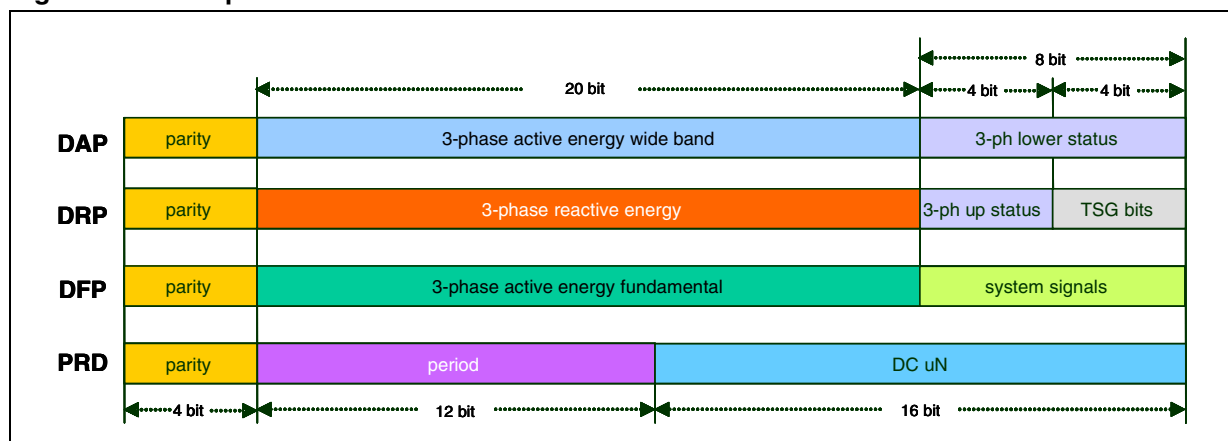 8 bit
20 bit 4 bit 4 bit
DAP parity 3-phase active energy wide band 3-ph lower status
DRP parity 3-phase reactive energy 3-ph up status TSG bits
DFP parity 3-phase active energy fundamental system signals
PRD parity period DC uN
4 bit 12 bit 16 bit